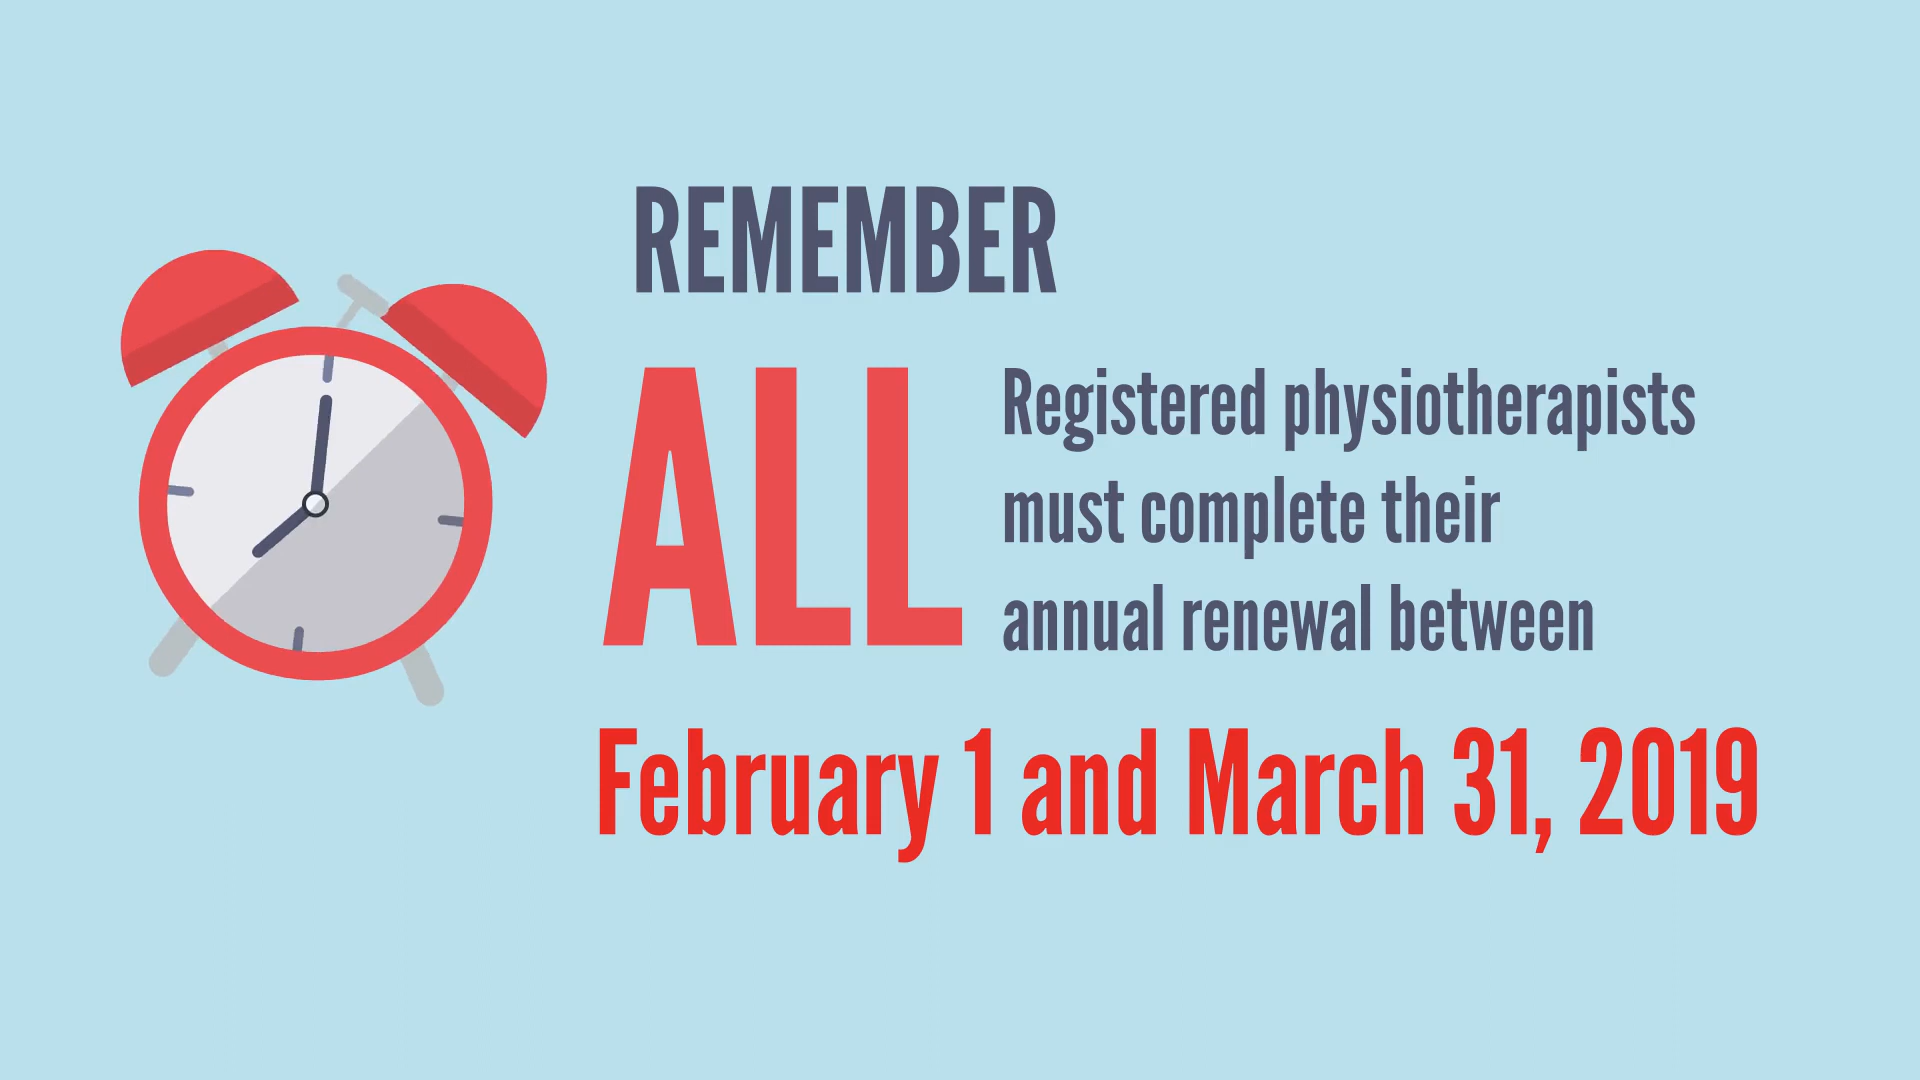 REMEMBER
ALL
Registered physiotherapists
must complete their
annual renewal between
February 1 and March 31, 2019